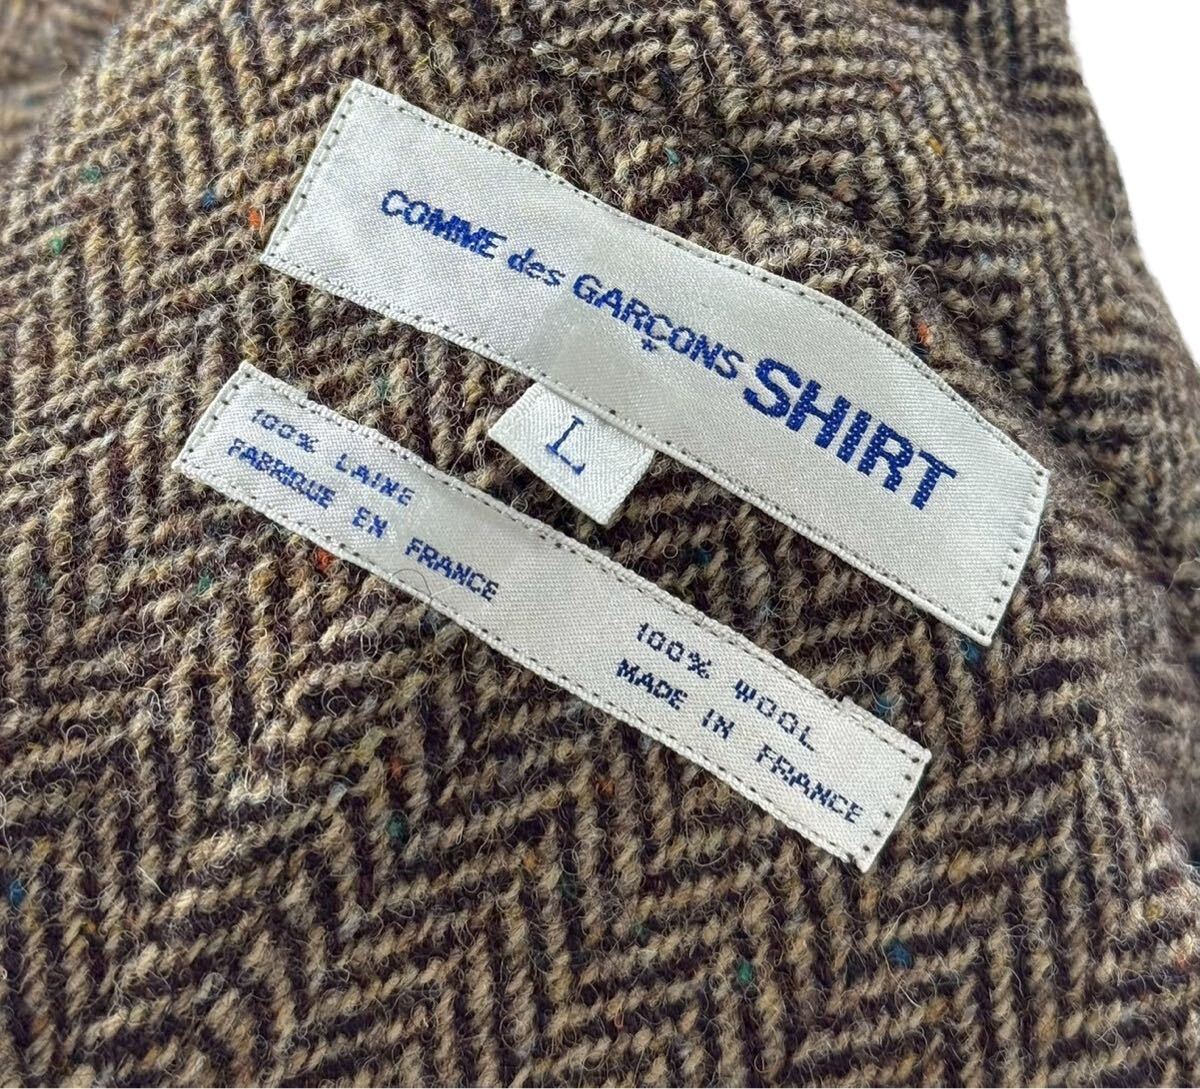 COMME des GARÇONS SHIRT
L
100% LAINE
FABRIQUE EN FRANCE
100% WOOL
MADE IN FRANCE